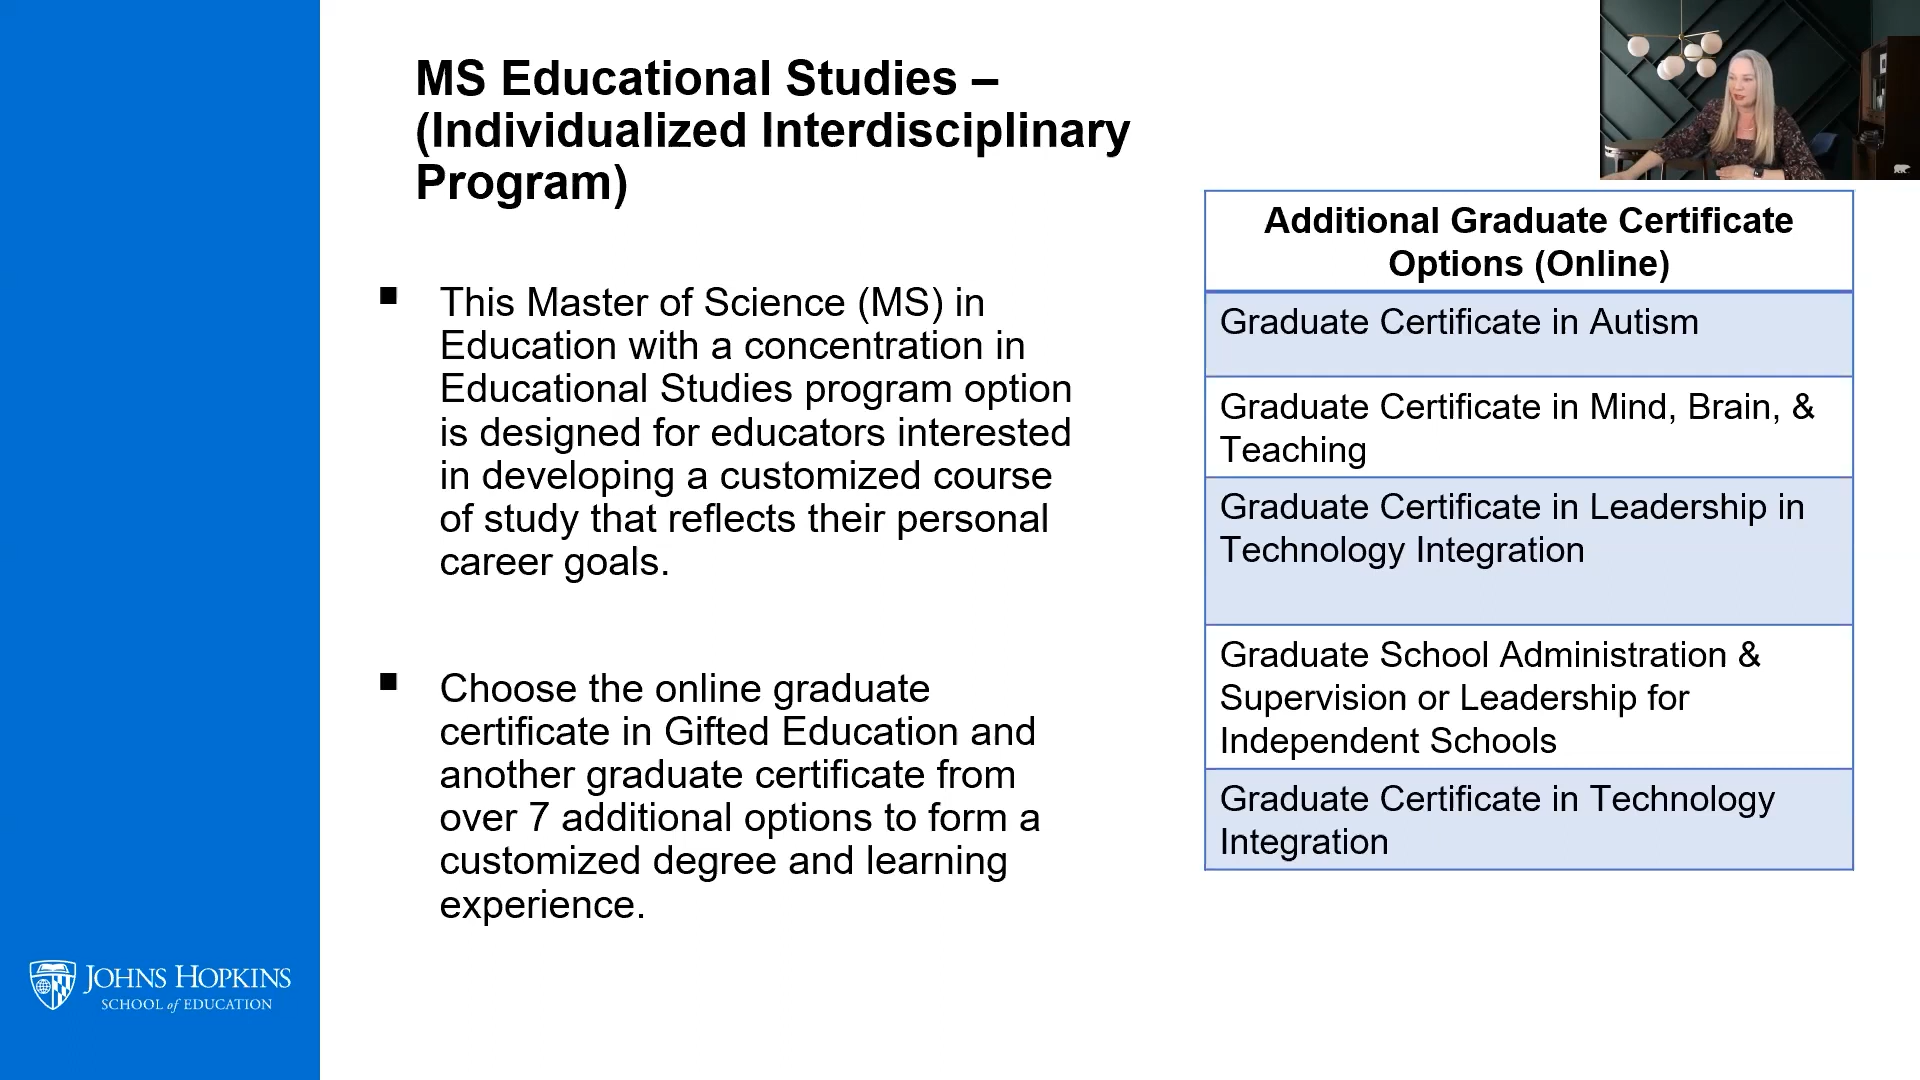 MS Educational Studies –
(Individualized Interdisciplinary
Program)
This Master of Science (MS) in
Education with a concentration in
Educational Studies program option
is designed for educators interested
in developing a customized course
of study that reflects their personal
career goals.
Choose the online graduate
certificate in Gifted Education and
another graduate certificate from
over 7 additional options to form a
customized degree and learning
experience.
Additional Graduate Certificate
Options (Online)
Graduate Certificate in Autism
Graduate Certificate in Mind, Brain, &
Teaching
Graduate Certificate in Leadership in
Technology Integration
Graduate School Administration &
Supervision or Leadership for
Independent Schools
Graduate Certificate in Technology
Integration
JOHNS HOPKINS
SCHOOL of EDUCATION